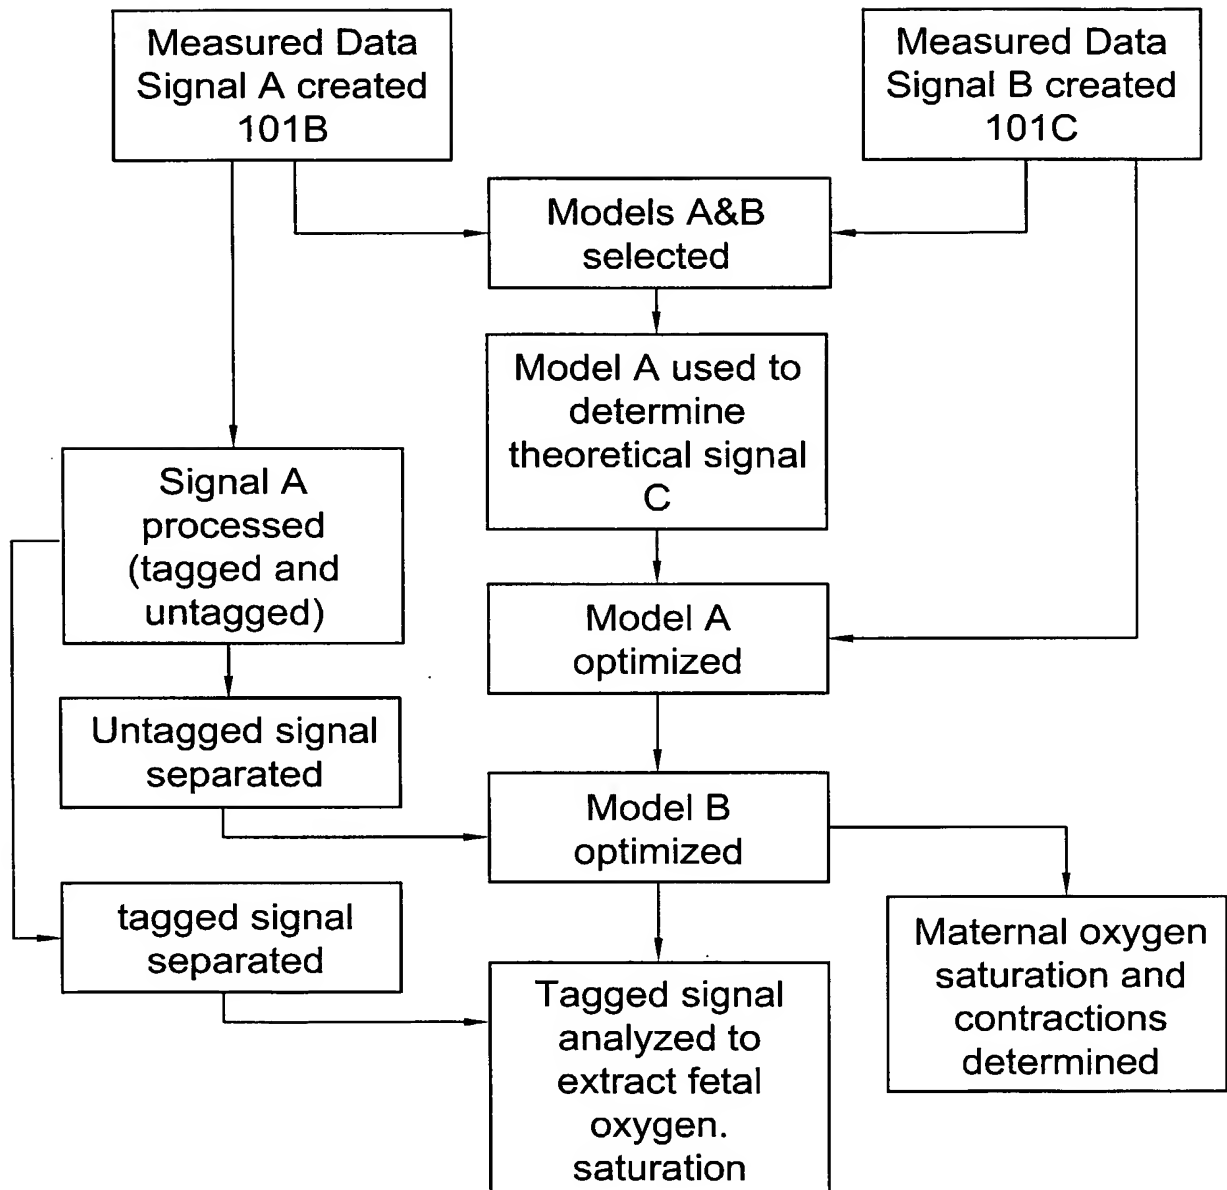 Measured Data
Signal A created
101B
Measured Data
Signal B created
101C
Models A&B
selected
Model A used to
determine
theoretical signal
C
Signal A
processed
(tagged and
untagged)
Model A
optimized
Untagged signal
separated
Model B
optimized
tagged signal
separated
Maternal oxygen
saturation and
contractions
determined
Tagged signal
analyzed to
extract fetal
oxygen.
saturation